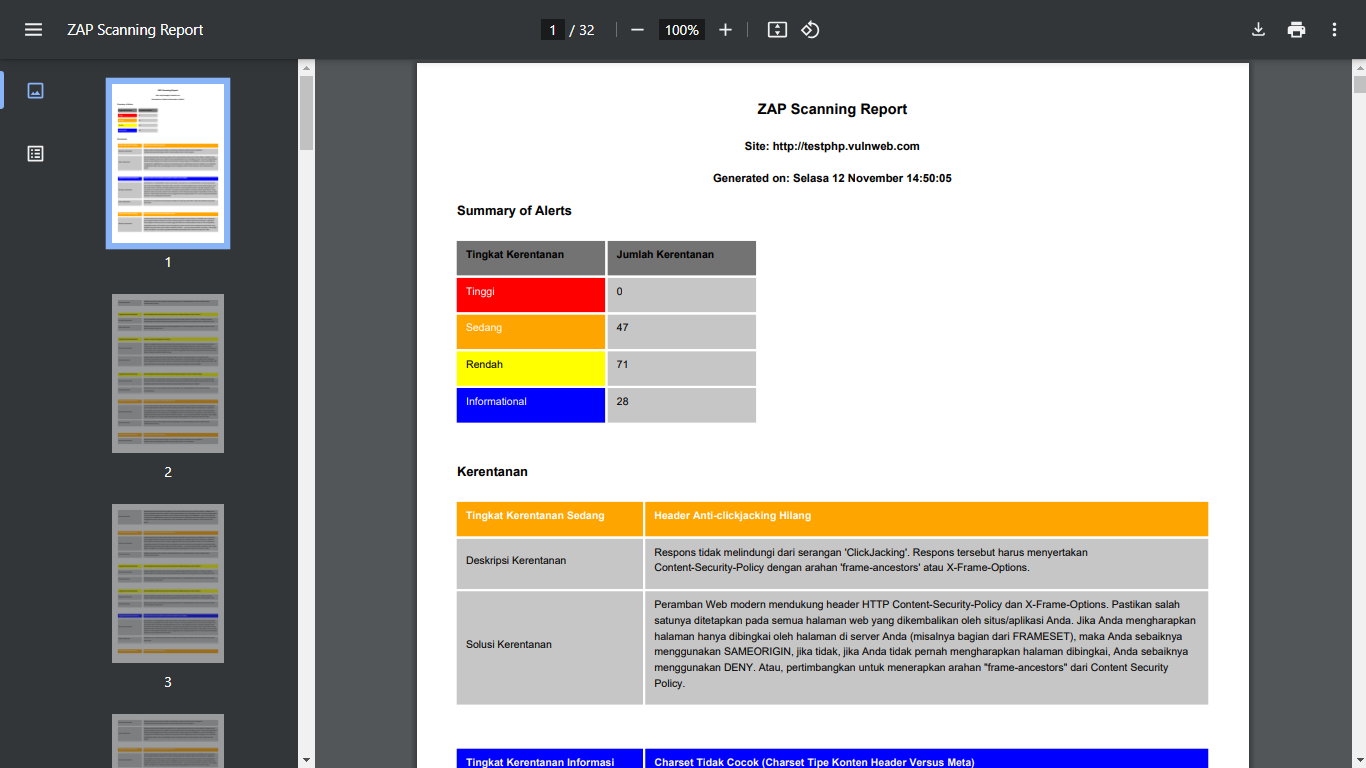 ZAP Scanning Report
1 / 32
100%
1
2
3
ZAP Scanning Report
Site: http://testphp.vulnweb.com
Generated on: Selasa 12 November 14:50:05
Summary of Alerts
Tingkat Kerentanan Jumlah Kerentanan
Tinggi 0
Sedang 47
Rendah 71
Informational 28
Kerentanan
Tingkat Kerentanan Sedang Header Anti-clickjacking Hilang
Deskripsi Kerentanan
Respons tidak melindungi dari serangan 'ClickJacking'. Respons tersebut harus menyertakan
Content-Security-Policy dengan arahan 'frame-ancestors' atau X-Frame-Options.
Solusi Kerentanan
Peramban Web modern mendukung header HTTP Content-Security-Policy dan X-Frame-Options. Pastikan salah
satunya ditetapkan pada semua halaman web yang dikembalikan oleh situs/aplikasi Anda. Jika Anda mengharapkan
halaman hanya dibingkai oleh halaman di server Anda (misalnya bagian dari FRAMESET), maka Anda sebaiknya
menggunakan SAMEORIGIN, jika tidak, jika Anda tidak pernah mengharapkan halaman dibingkai, Anda sebaiknya
menggunakan DENY. Atau, pertimbangkan untuk menerapkan arahan "frame-ancestors" dari Content Security
Policy.
Tingkat Kerentanan Informasi Charset Tidak Cocok (Charset Tipe Konten Header Versus Meta)